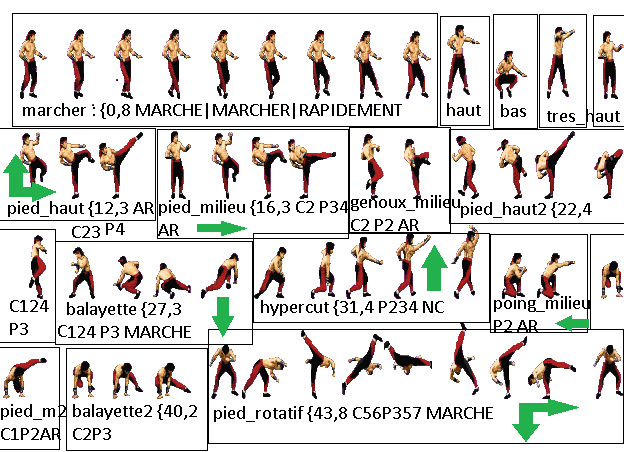 marcher : {0,8 MARCHE|MARCHER|RAPIDEMENT
haut
bas
tres_haut
pied_haut {12,3 AR
C23 P4
pied_milieu {16,3 C2 P34
AR
genoux_milieu
C2 P2 AR
pied_haut2 {22,4
C124
P3
balayette {27,3
C124 P3 MARCHE
hypercut {31,4 P234 NC
poing_milieu
P2 AR
pied_m2
C1P2AR
balayette2 {40,2
C2P3
pied_rotatif {43,8 C56P357 MARCHE